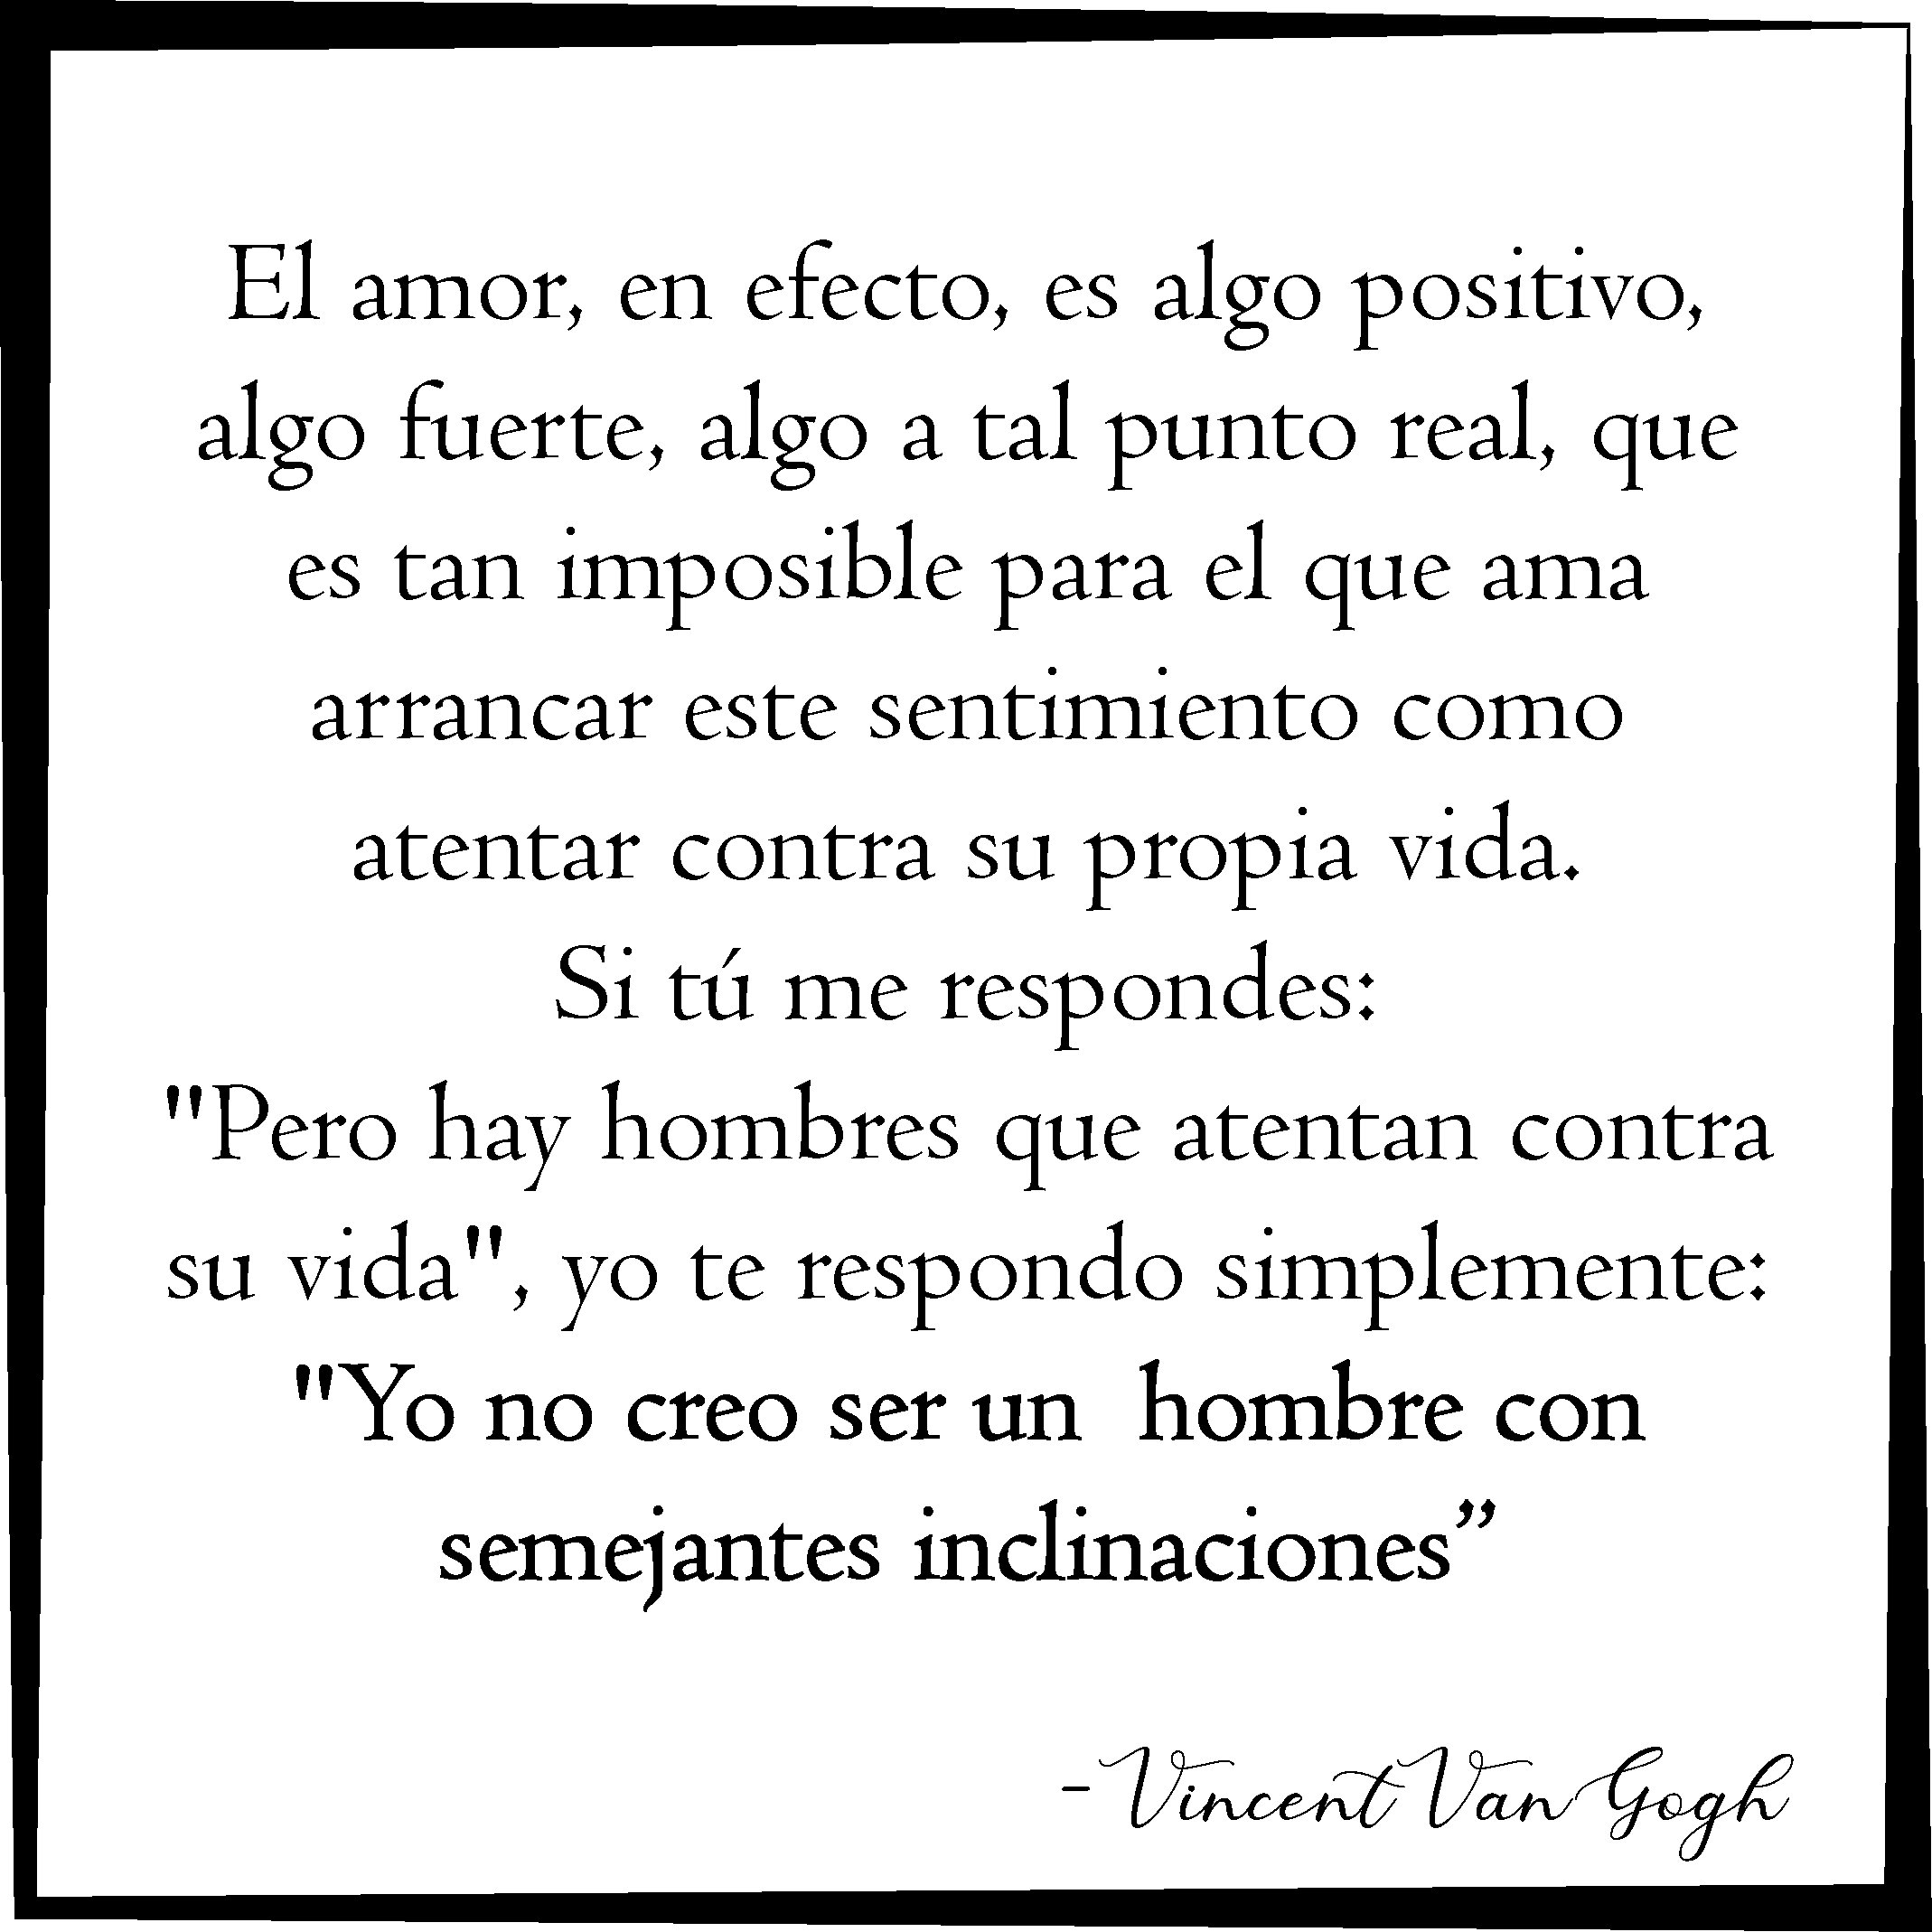 El amor, en efecto, es algo positivo,
algo fuerte, algo a tal punto real, que
es tan imposible para el que ama
arrancar este sentimiento como
atentar contra su propia vida.
Si tú me respondes:
"Pero hay hombres que atentan contra
su vida", yo te respondo simplemente:
"Yo no creo ser un  hombre con
semejantes inclinaciones”
- Vincent Van Gogh